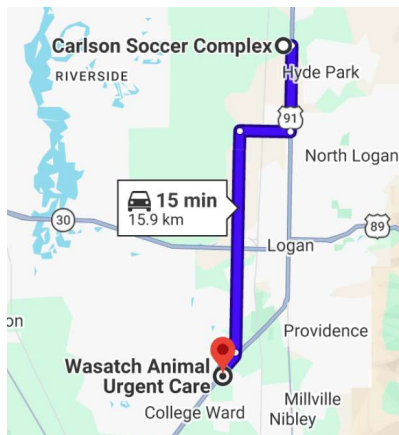 Carlson Soccer Complex
RIVERSIDE
Hyde Park
91
North Logan
15 min
15.9 km
30
89
Logan
on
Providence
Wasatch Animal
Urgent Care
College Ward
Millville
Nibley